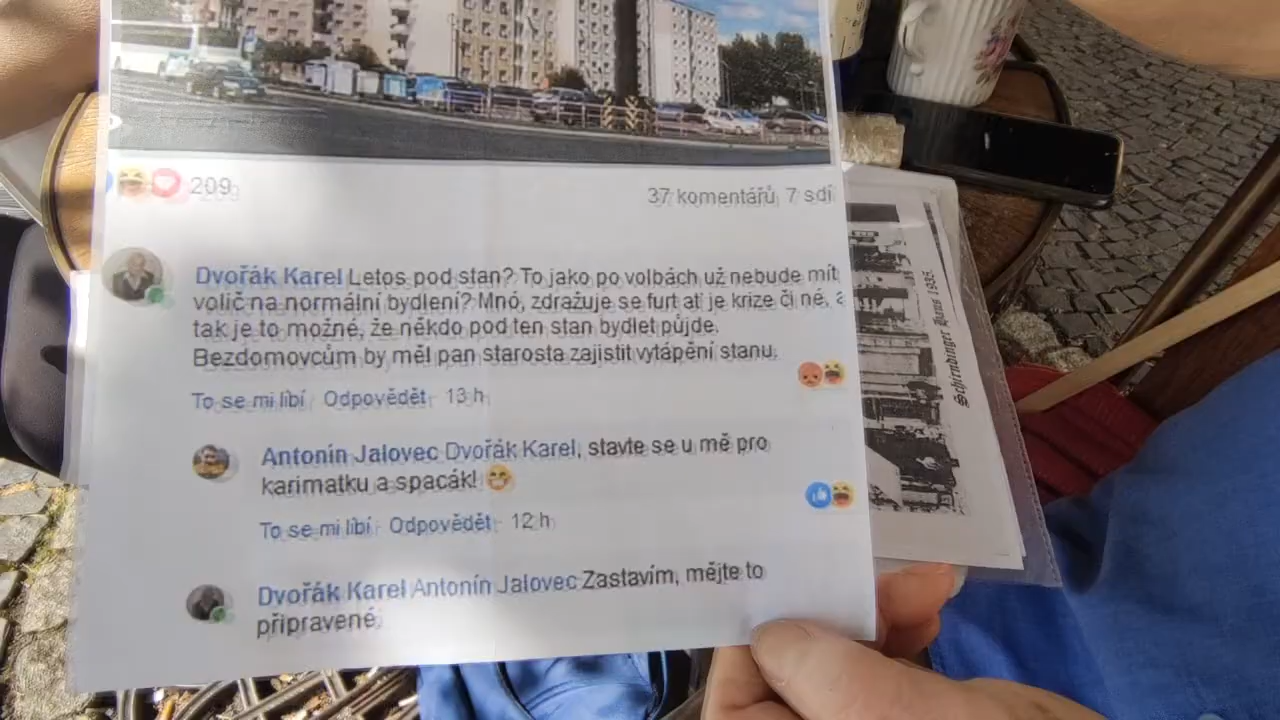 209
37 komentářů 7 sdí
Dvořák Karel Letos pod stan? To jako po volbách už nebude mít
volič na normální bydlení? Mnó, zdražuje se furt ať je krize či né, a
tak je to možné, že někdo pod ten stan bydlet půjde.
Bezdomovcům by měl pan starosta zajistit vytápění stanu.
To se mi líbí · Odpovědět · 13 h
Antonín Jalovec Dvořák Karel, stavte se u mě pro
karimatku a spacák!
To se mi líbí · Odpovědět · 12 h
Dvořák Karel Antonín Jalovec Zastavím, mějte to
připravené.
Schirndinger Haus 1935.